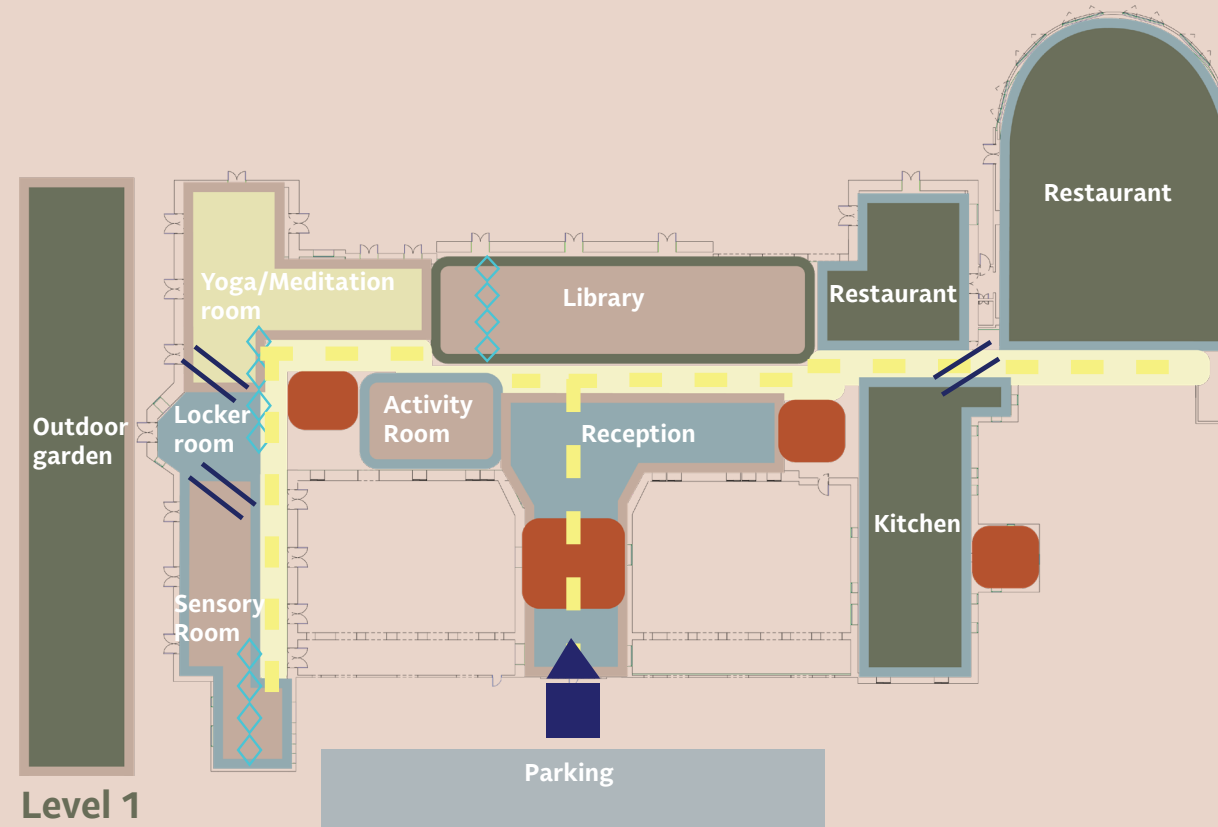 Restaurant
Yoga/Meditation
room
Library
Restaurant
Locker
room
Activity
Room
Reception
Outdoor
garden
Kitchen
Sensory
Room
Parking
Level 1